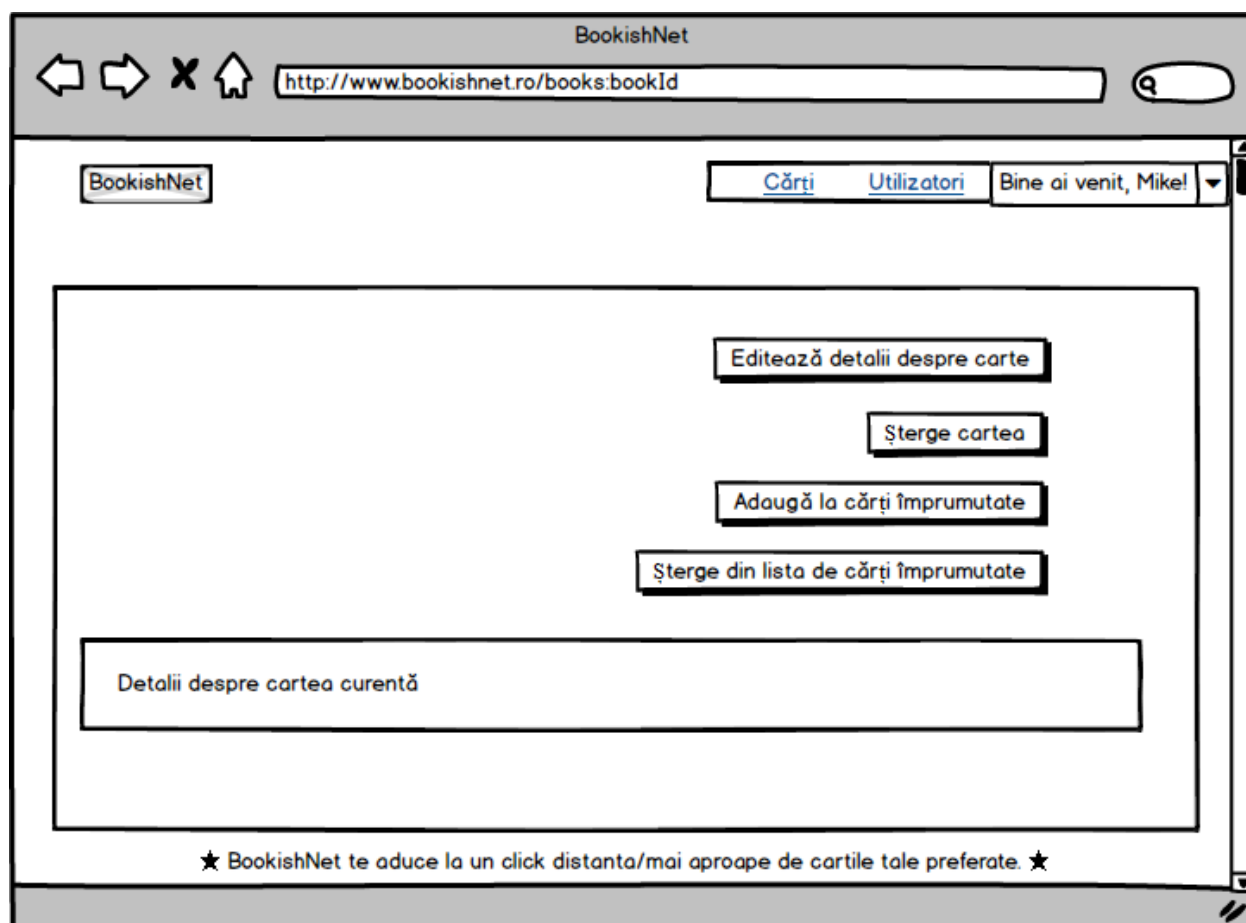 BookishNet
http://www.bookishnet.ro/books:bookId
BookishNet
Cărți Utilizatori Bine ai venit, Mike!
Editează detalii despre carte
Șterge cartea
Adaugă la cărți împrumutate
Șterge din lista de cărți împrumutate
Detalii despre cartea curentă
★ BookishNet te aduce la un click distanta/mai aproape de cartile tale preferate. ★